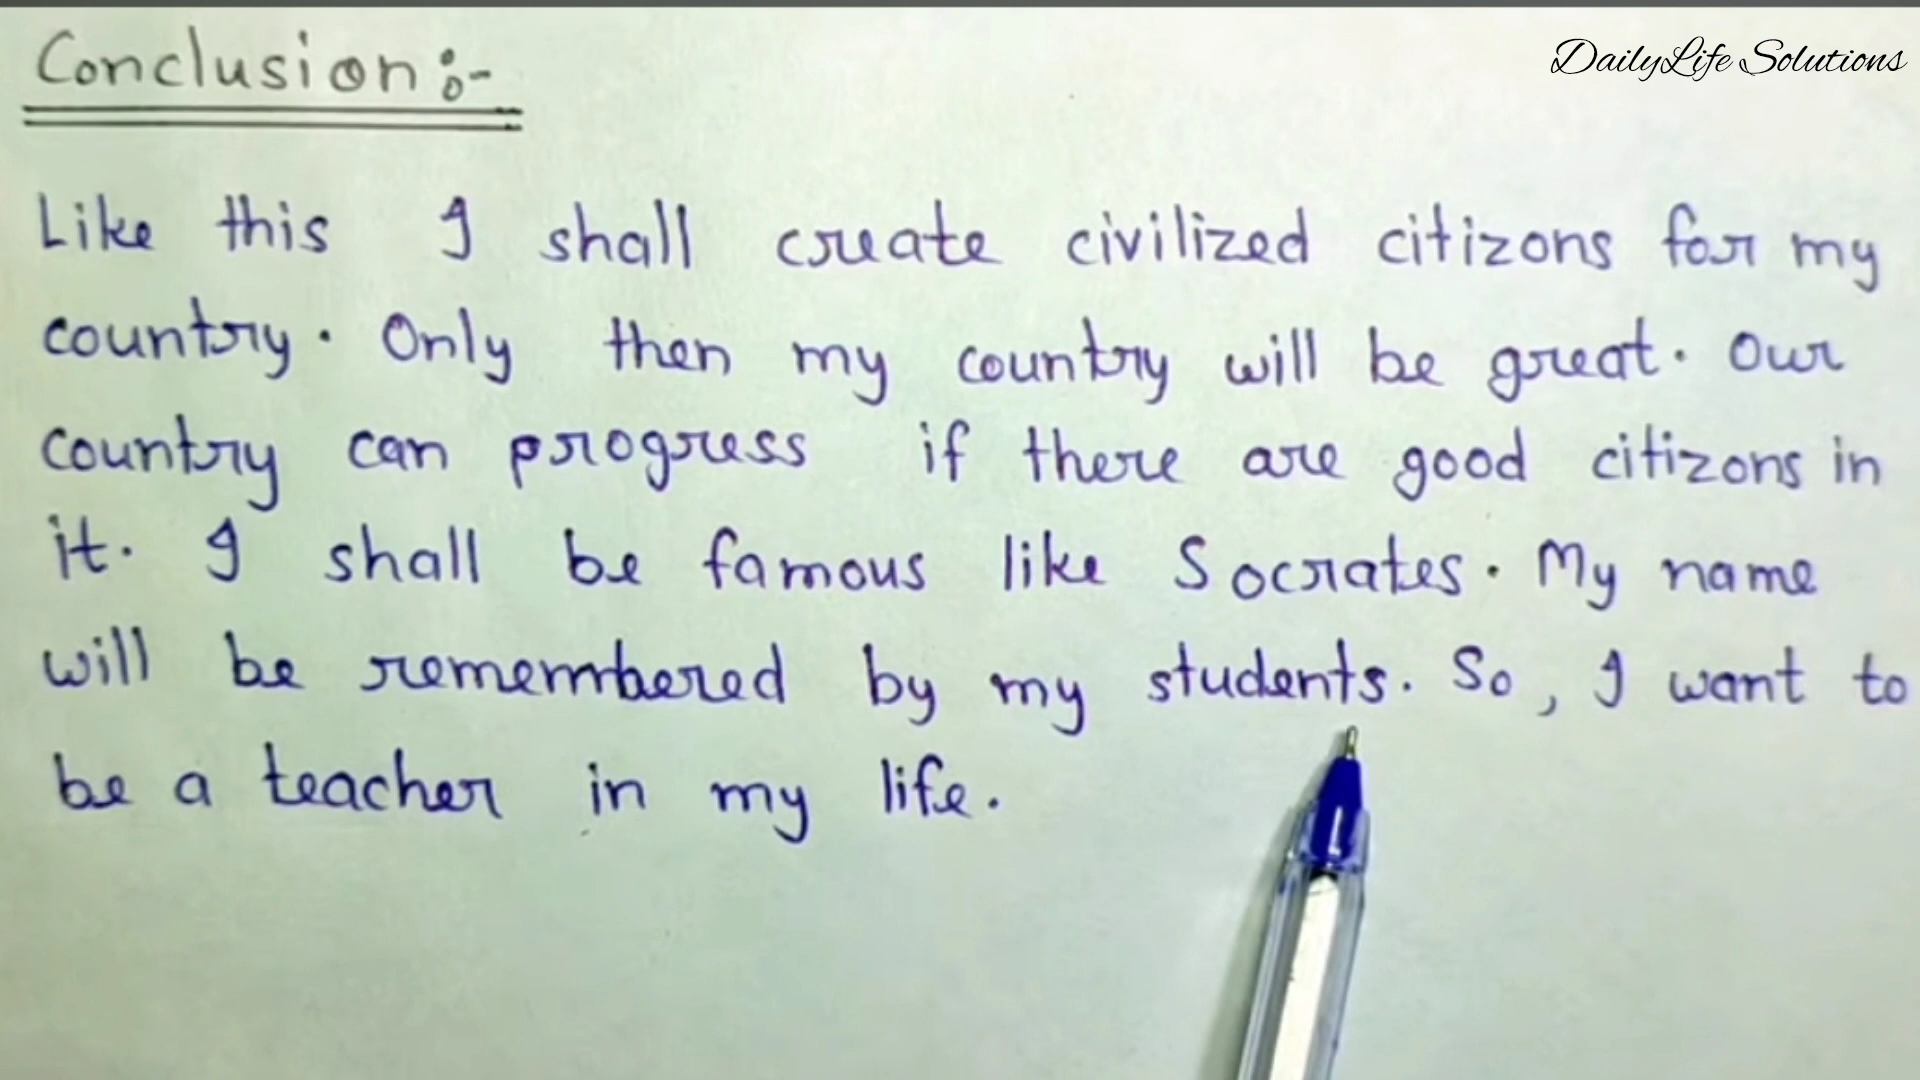 Conclusion :-
DailyLife Solutions
Like this I shall create civilized citizons for my
country. Only then my country will be great. Our
country can progress if there are good citizons in
it. I shall be famous like Socrates. My name
will be remembered by my students. So, I want to
be a teacher in my life.